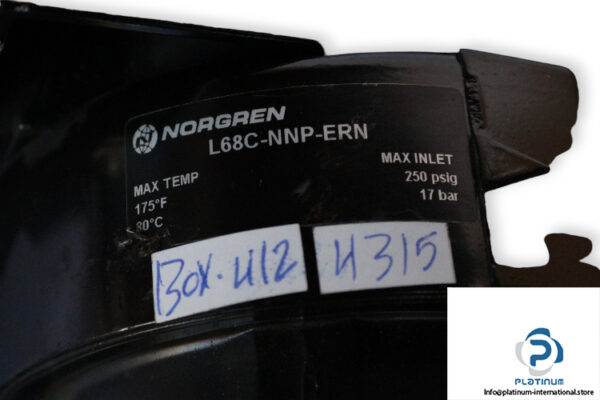 NORGREN
L68C-NNP-ERN
MAX TEMP
175°F
80°C
MAX INLET
250 psig
17 bar
BOX-412
4315
P
PLATINUM
Info@platinum-international.store